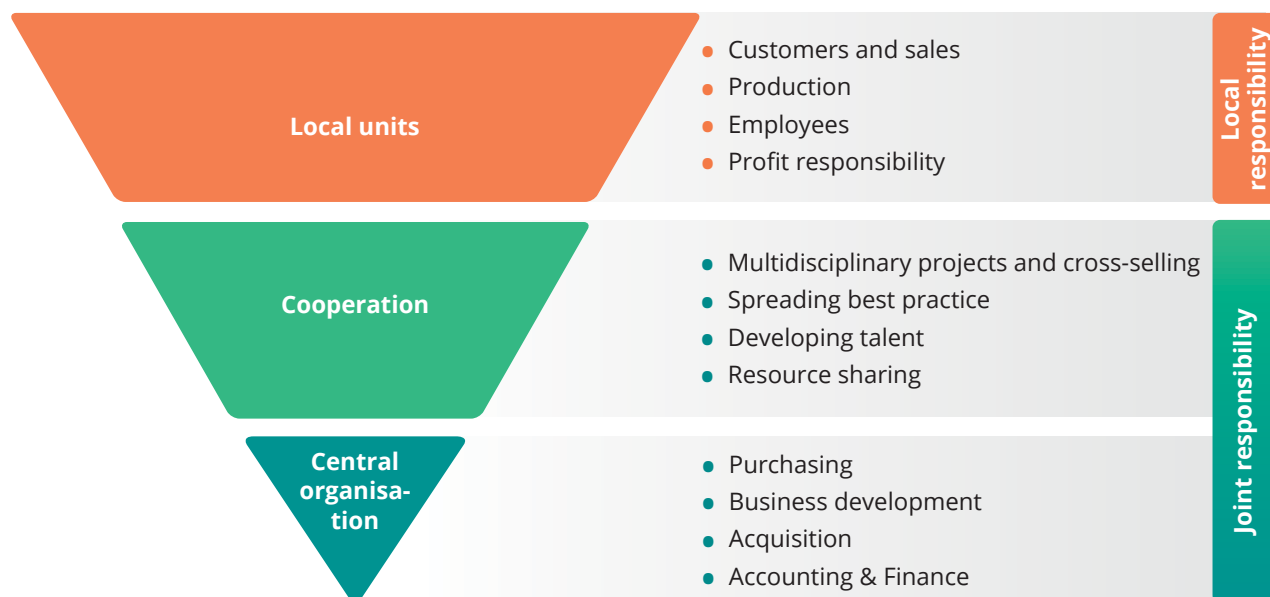 Local units
Customers and sales
Production
Employees
Profit responsibility
Local
responsibility
Cooperation
Multidisciplinary projects and cross-selling
Spreading best practice
Developing talent
Resource sharing
Joint responsibility
Central
organisa-
tion
Purchasing
Business development
Acquisition
Accounting & Finance